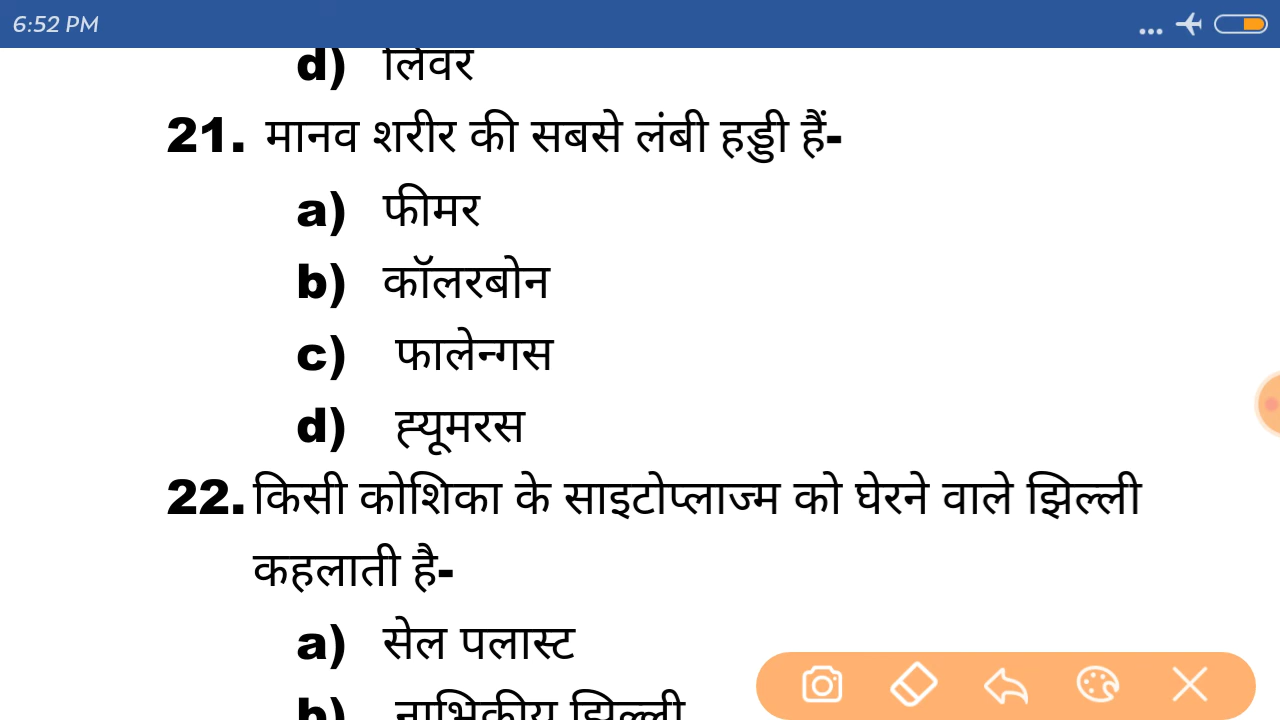 6:52 PM
d) लिवर
21. मानव शरीर की सबसे लंबी हड्डी हैं-
a) फीमर
b) कॉलरबोन
c) फालेन्गस
d) ह्यूमरस
22. किसी कोशिका के साइटोप्लाज्म को घेरने वाले झिल्ली
कहलाती है-
a) सेल पलास्ट
b) नाभिकीय झिल्ली